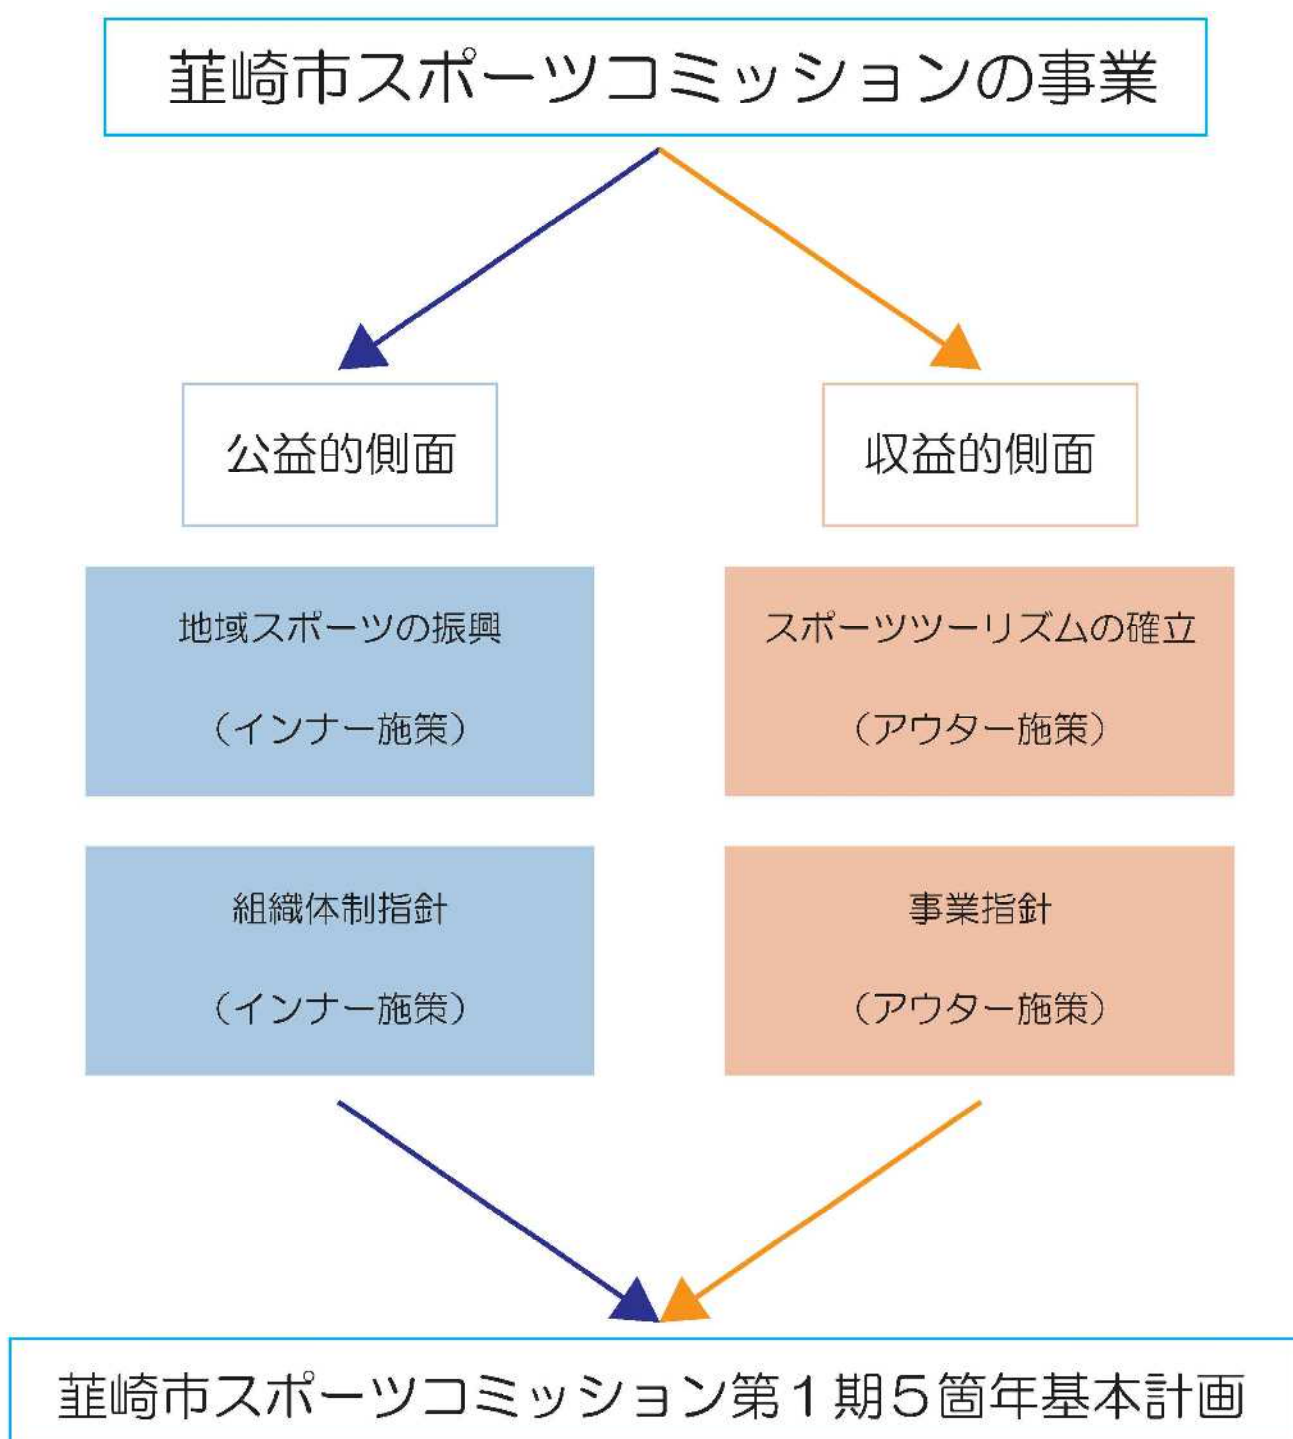 韮崎市スポーツコミッションの事業
公益的側面
収益的側面
地域スポーツの振興
（インナー施策）
スポーツツーリズムの確立
（アウター施策）
組織体制指針
（インナー施策）
事業指針
（アウター施策）
韮崎市スポーツコミッション第１期５箇年基本計画